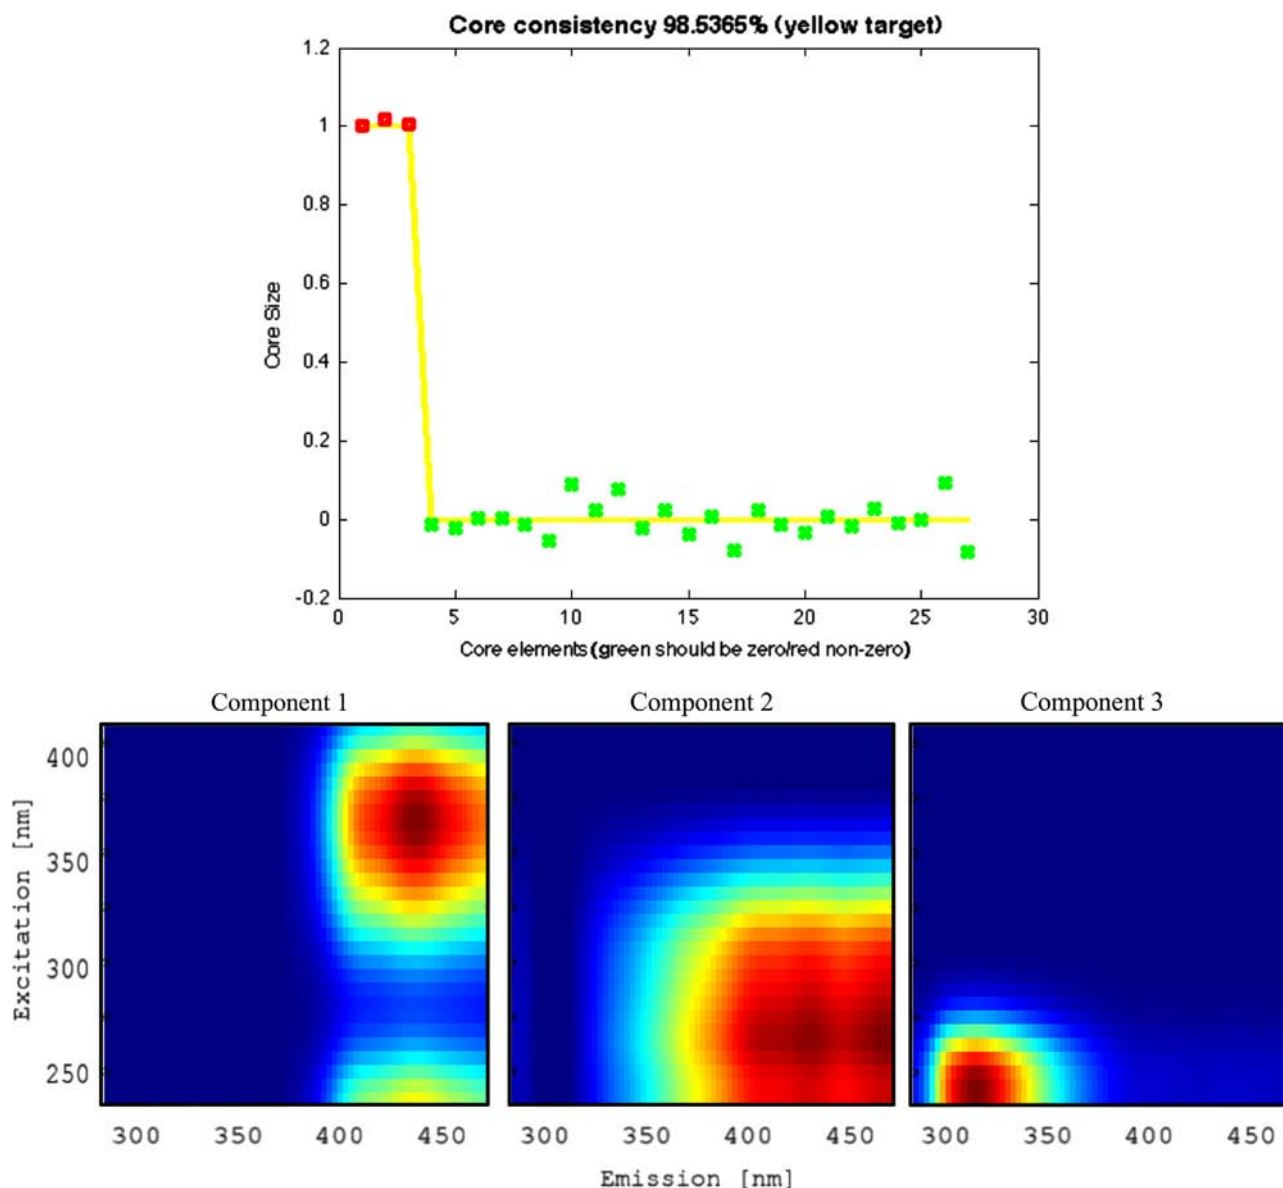 Core consistency 98.5365% (yellow target)
1.2
1
0.8
0.6
0.4
0.2
0
-0.2
Core Size
0 5 10 15 20 25 30
Core elements (green should be zero/red non-zero)
Component 1 Component 2 Component 3
400
350
300
250
Excitation [nm]
300 350 400 450 300 350 400 450 300 350 400 450
Emission [nm]